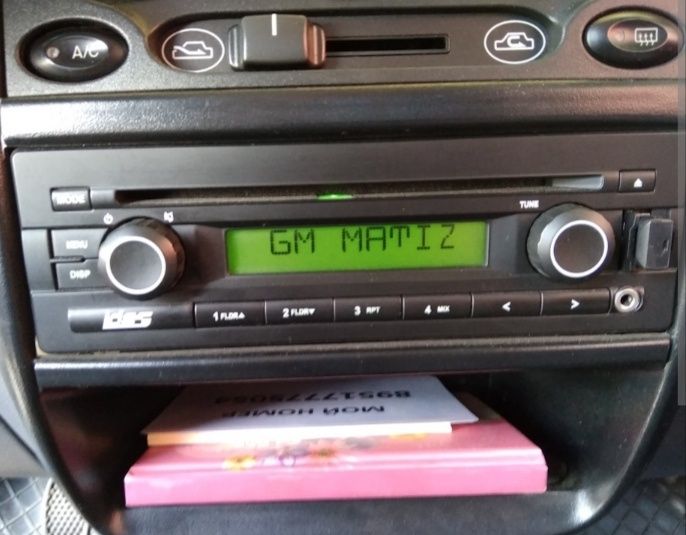 A/C
MODE
TUNE
MENU
DISP
GM MATIZ
1 FLDR▲ 2 FLDR▼ 3 RPT 4 MIX < >
МОЙ НОМЕР